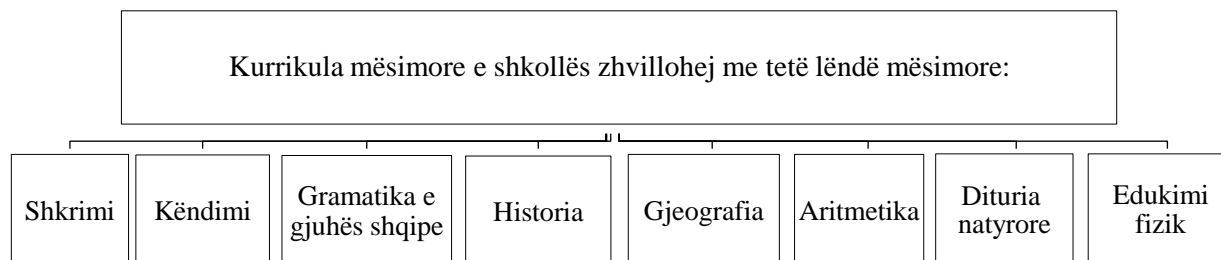 Kurrikula mësimore e shkollës zhvillohej me tetë lëndë mësimore:
Shkrimi
Këndimi
Gramatika e
gjuhës shqipe
Historia
Gjeografia
Aritmetika
Dituria
natyrore
Edukimi
fizik